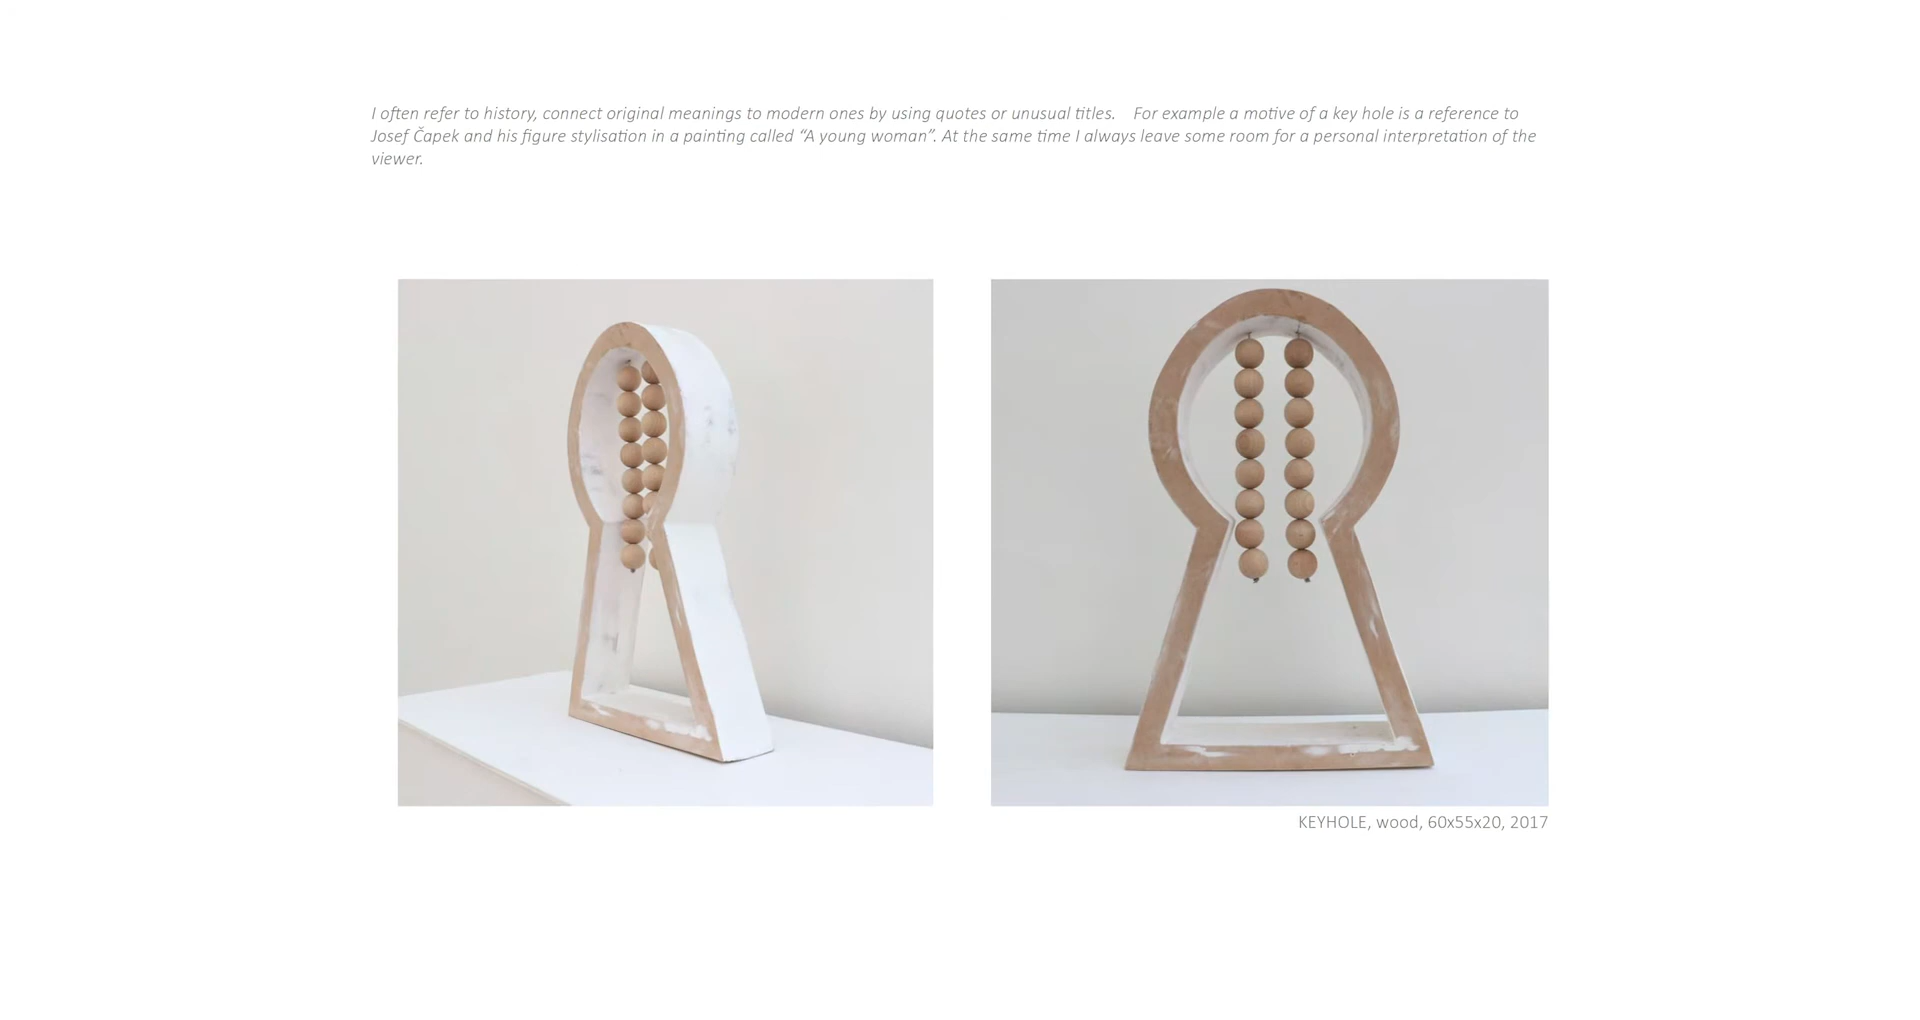 I often refer to history, connect original meanings to modern ones by using quotes or unusual titles. For example a motive of a key hole is a reference to
Josef Čapek and his figure stylisation in a painting called “A young woman”. At the same time I always leave some room for a personal interpretation of the
viewer.
KEYHOLE, wood, 60x55x20, 2017